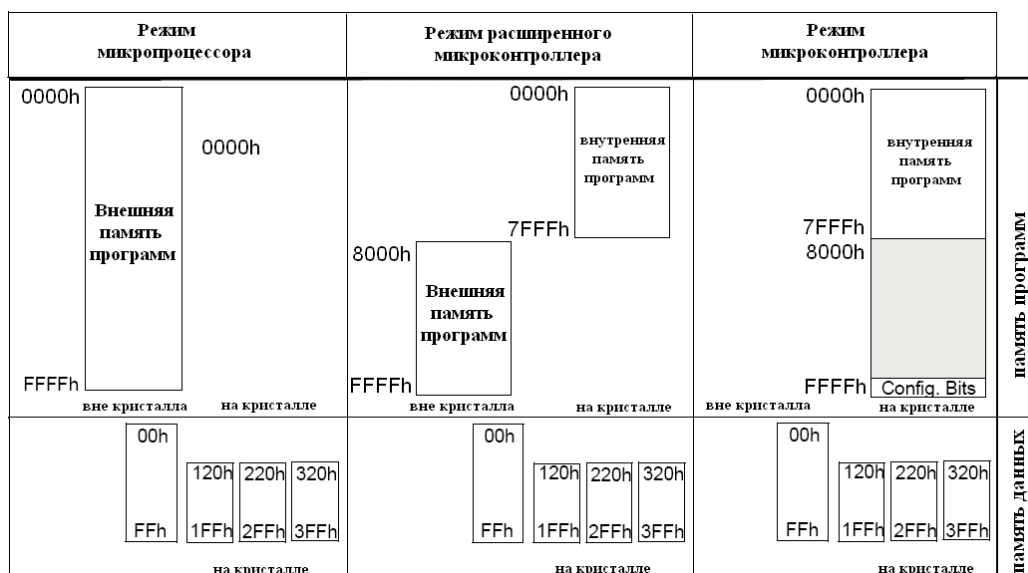 Режим
микропроцессора
Режим расширенного
микроконтроллера
Режим
микроконтроллера
0000h
0000h
Внешняя
память
программ
FFFFh
вне кристалла
на кристалле
0000h
внутренняя
память
программ
7FFFh
8000h
Внешняя
память
программ
FFFFh
вне кристалла
на кристалле
0000h
внутренняя
память
программ
7FFFh
8000h
FFFFh
Config. Bits
вне кристалла
на кристалле
память программ
00h
FFh
120h 220h 320h
1FFh 2FFh 3FFh
на кристалле
00h
FFh
120h 220h 320h
1FFh 2FFh 3FFh
на кристалле
00h
FFh
120h 220h 320h
1FFh 2FFh 3FFh
на кристалле
память данных